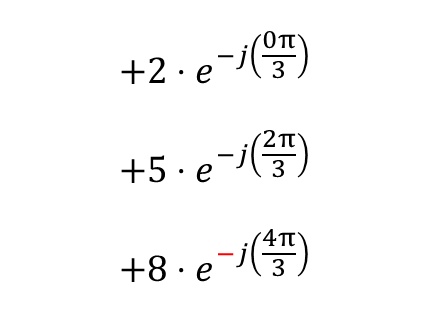 +2 · e^{−j(0π/3)}
+5 · e^{−j(2π/3)}
+8 · e^{−j(4π/3)}